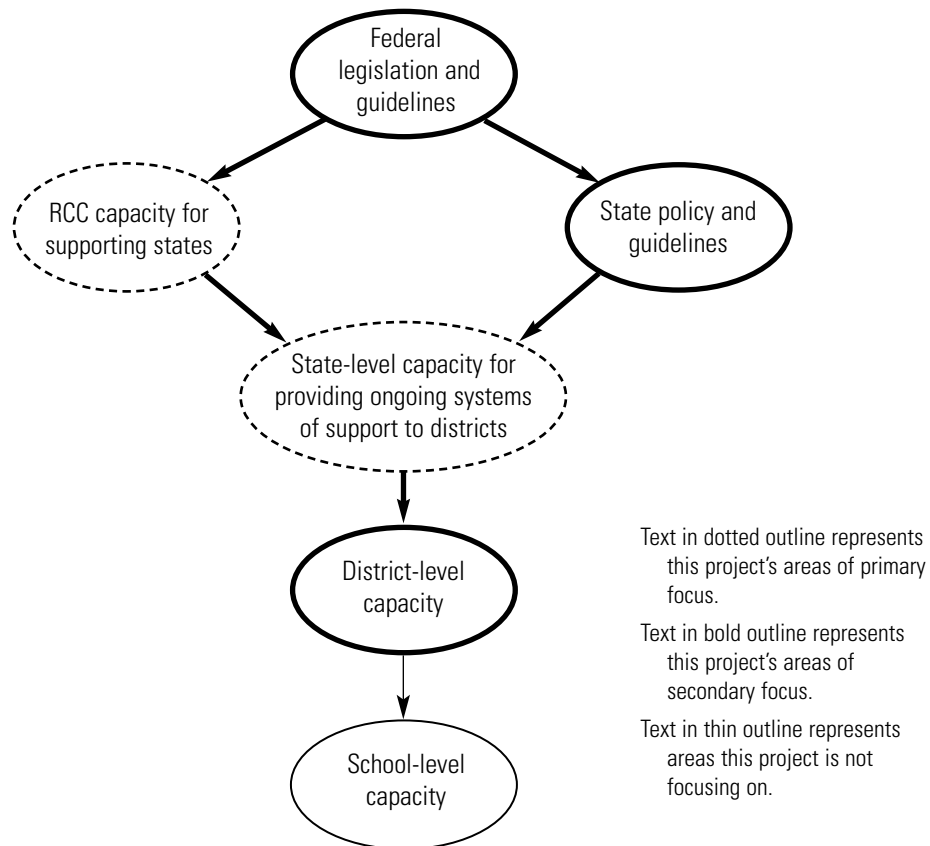 Federal
legislation and
guidelines
RCC capacity for
supporting states
State policy and
guidelines
State-level capacity for
providing ongoing systems
of support to districts
District-level
capacity
School-level
capacity
Text in dotted outline represents
this project's areas of primary
focus.
Text in bold outline represents
this project's areas of
secondary focus.
Text in thin outline represents
areas this project is not
focusing on.